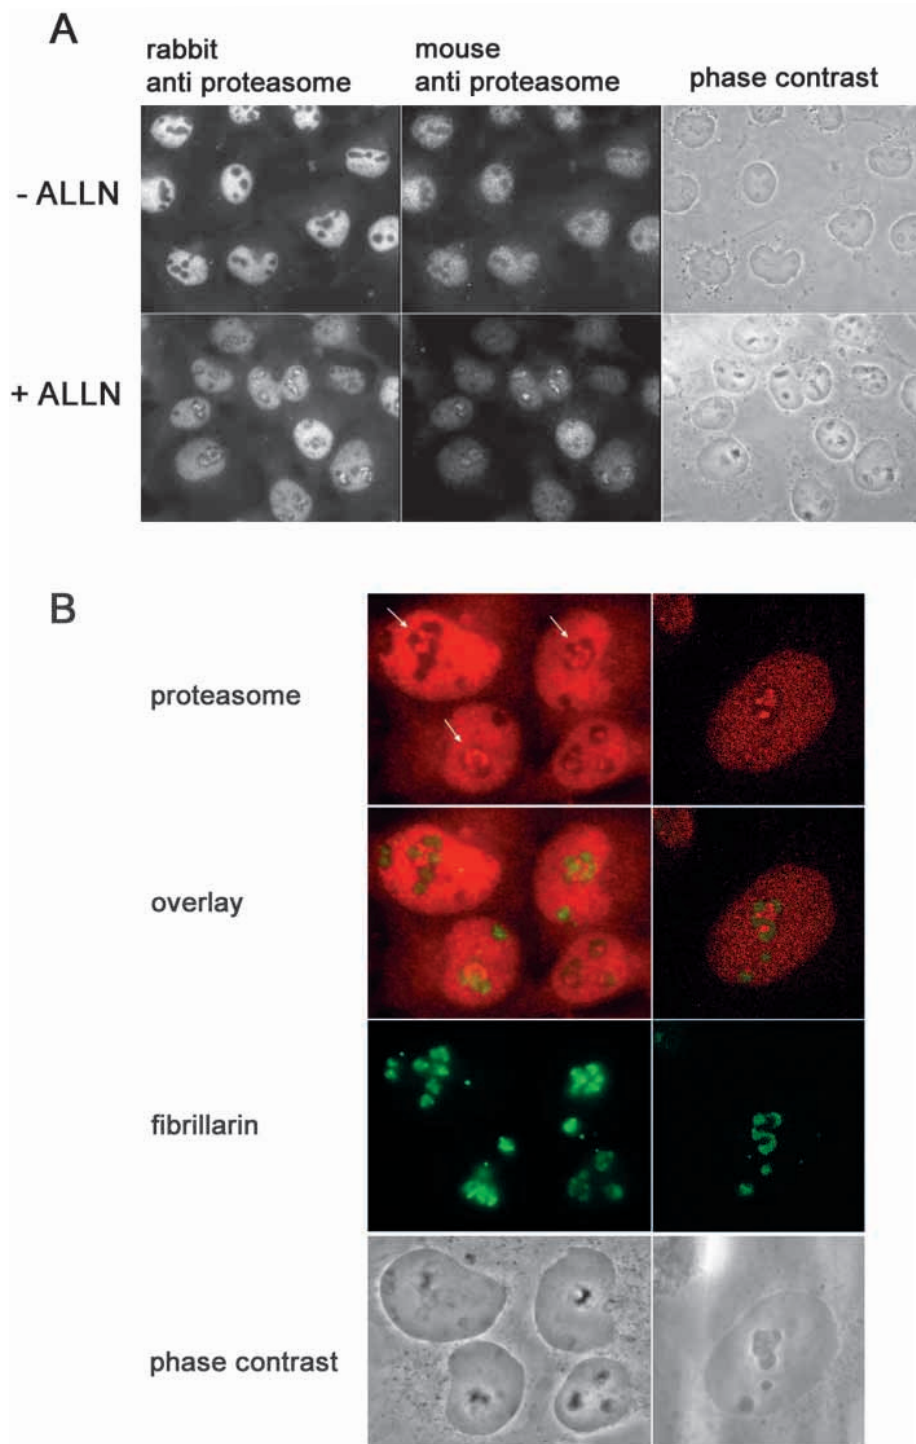 A
rabbit
anti proteasome
mouse
anti proteasome
phase contrast
- ALLN
+ ALLN
B
proteasome
overlay
fibrillarin
phase contrast